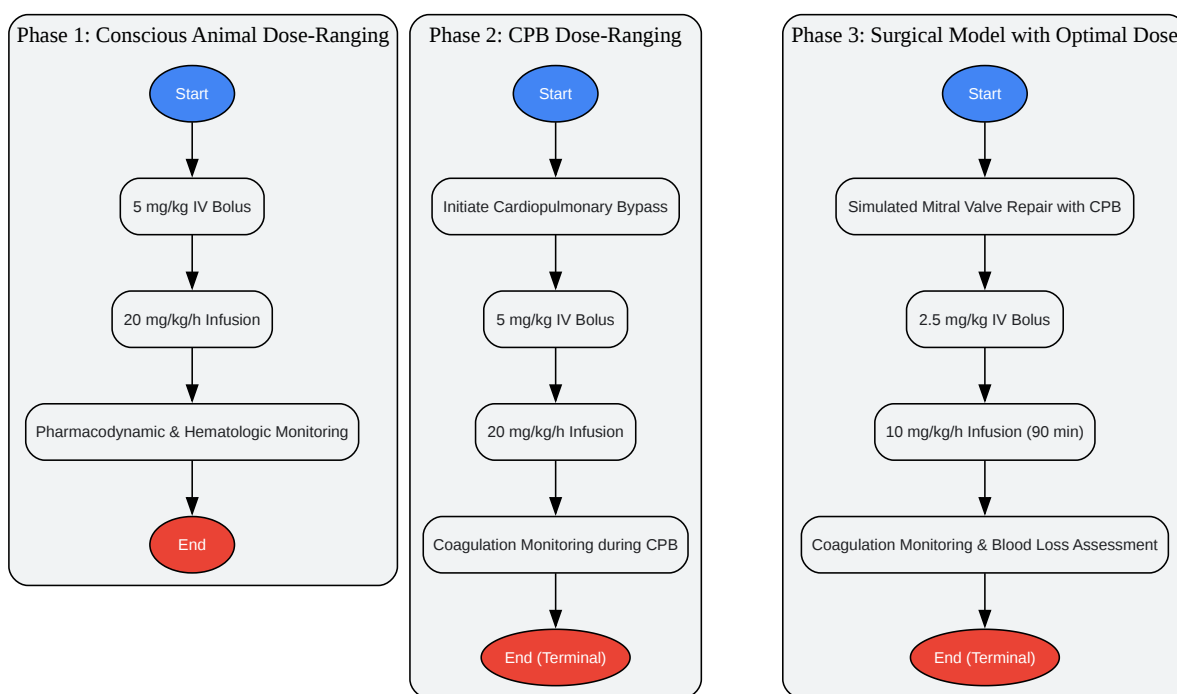 Phase 1: Conscious Animal Dose-Ranging
Start
5 mg/kg IV Bolus
20 mg/kg/h Infusion
Pharmacodynamic & Hematologic Monitoring
End
Phase 2: CPB Dose-Ranging
Start
Initiate Cardiopulmonary Bypass
5 mg/kg IV Bolus
20 mg/kg/h Infusion
Coagulation Monitoring during CPB
End (Terminal)
Phase 3: Surgical Model with Optimal Dose
Start
Simulated Mitral Valve Repair with CPB
2.5 mg/kg IV Bolus
10 mg/kg/h Infusion (90 min)
Coagulation Monitoring & Blood Loss Assessment
End (Terminal)